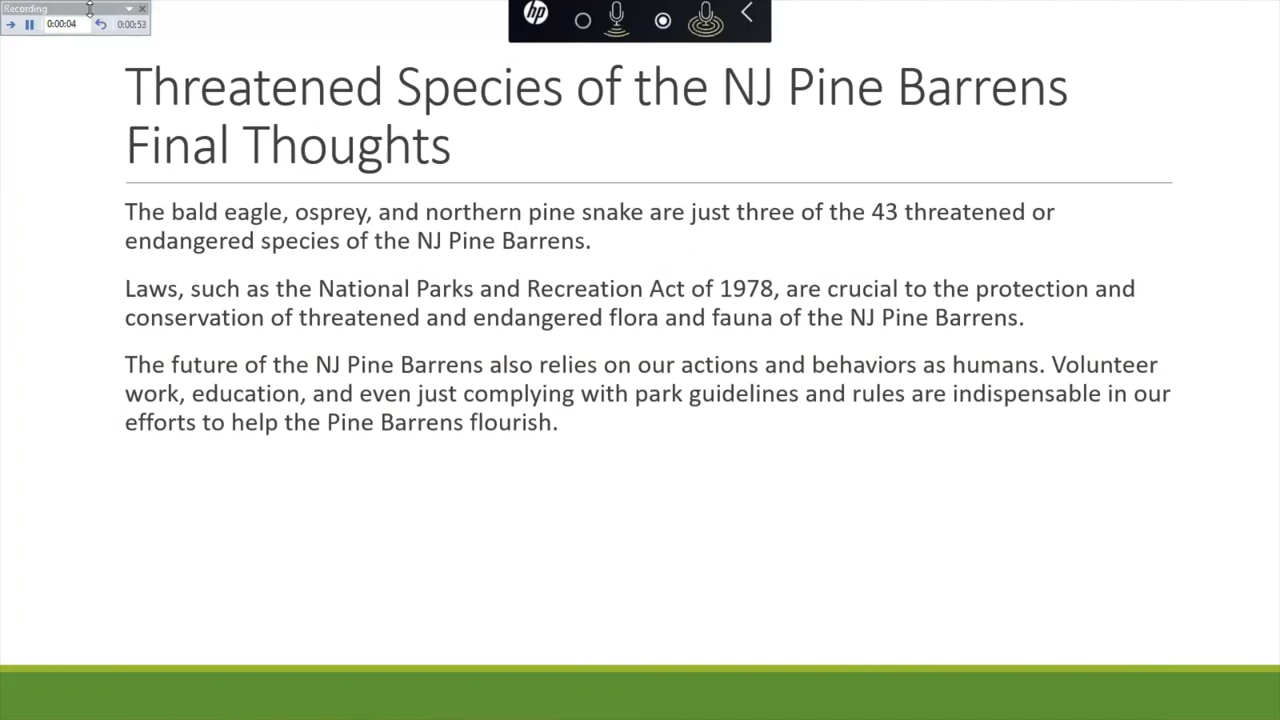 Recording
0:00:04
0:00:53
hp
Threatened Species of the NJ Pine Barrens
Final Thoughts
The bald eagle, osprey, and northern pine snake are just three of the 43 threatened or
endangered species of the NJ Pine Barrens.
Laws, such as the National Parks and Recreation Act of 1978, are crucial to the protection and
conservation of threatened and endangered flora and fauna of the NJ Pine Barrens.
The future of the NJ Pine Barrens also relies on our actions and behaviors as humans. Volunteer
work, education, and even just complying with park guidelines and rules are indispensable in our
efforts to help the Pine Barrens flourish.